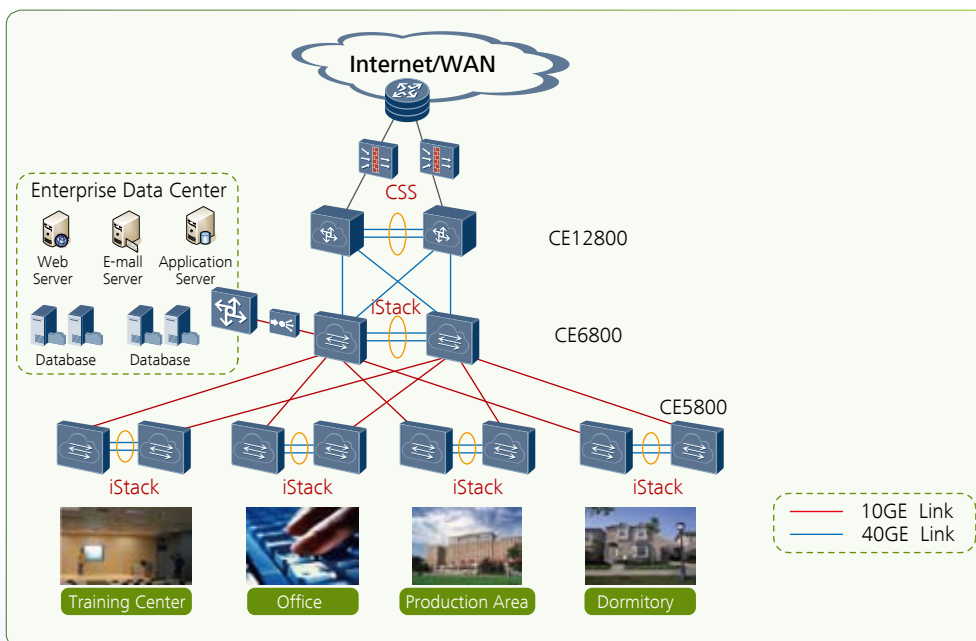 Internet/WAN
CSS
CE12800
Enterprise Data Center
Web
Server
E-mall
Server
Application
Server
Database
Database
iStack
CE6800
CE5800
iStack
iStack
iStack
iStack
10GE Link
40GE Link
Training Center
Office
Production Area
Dormitory